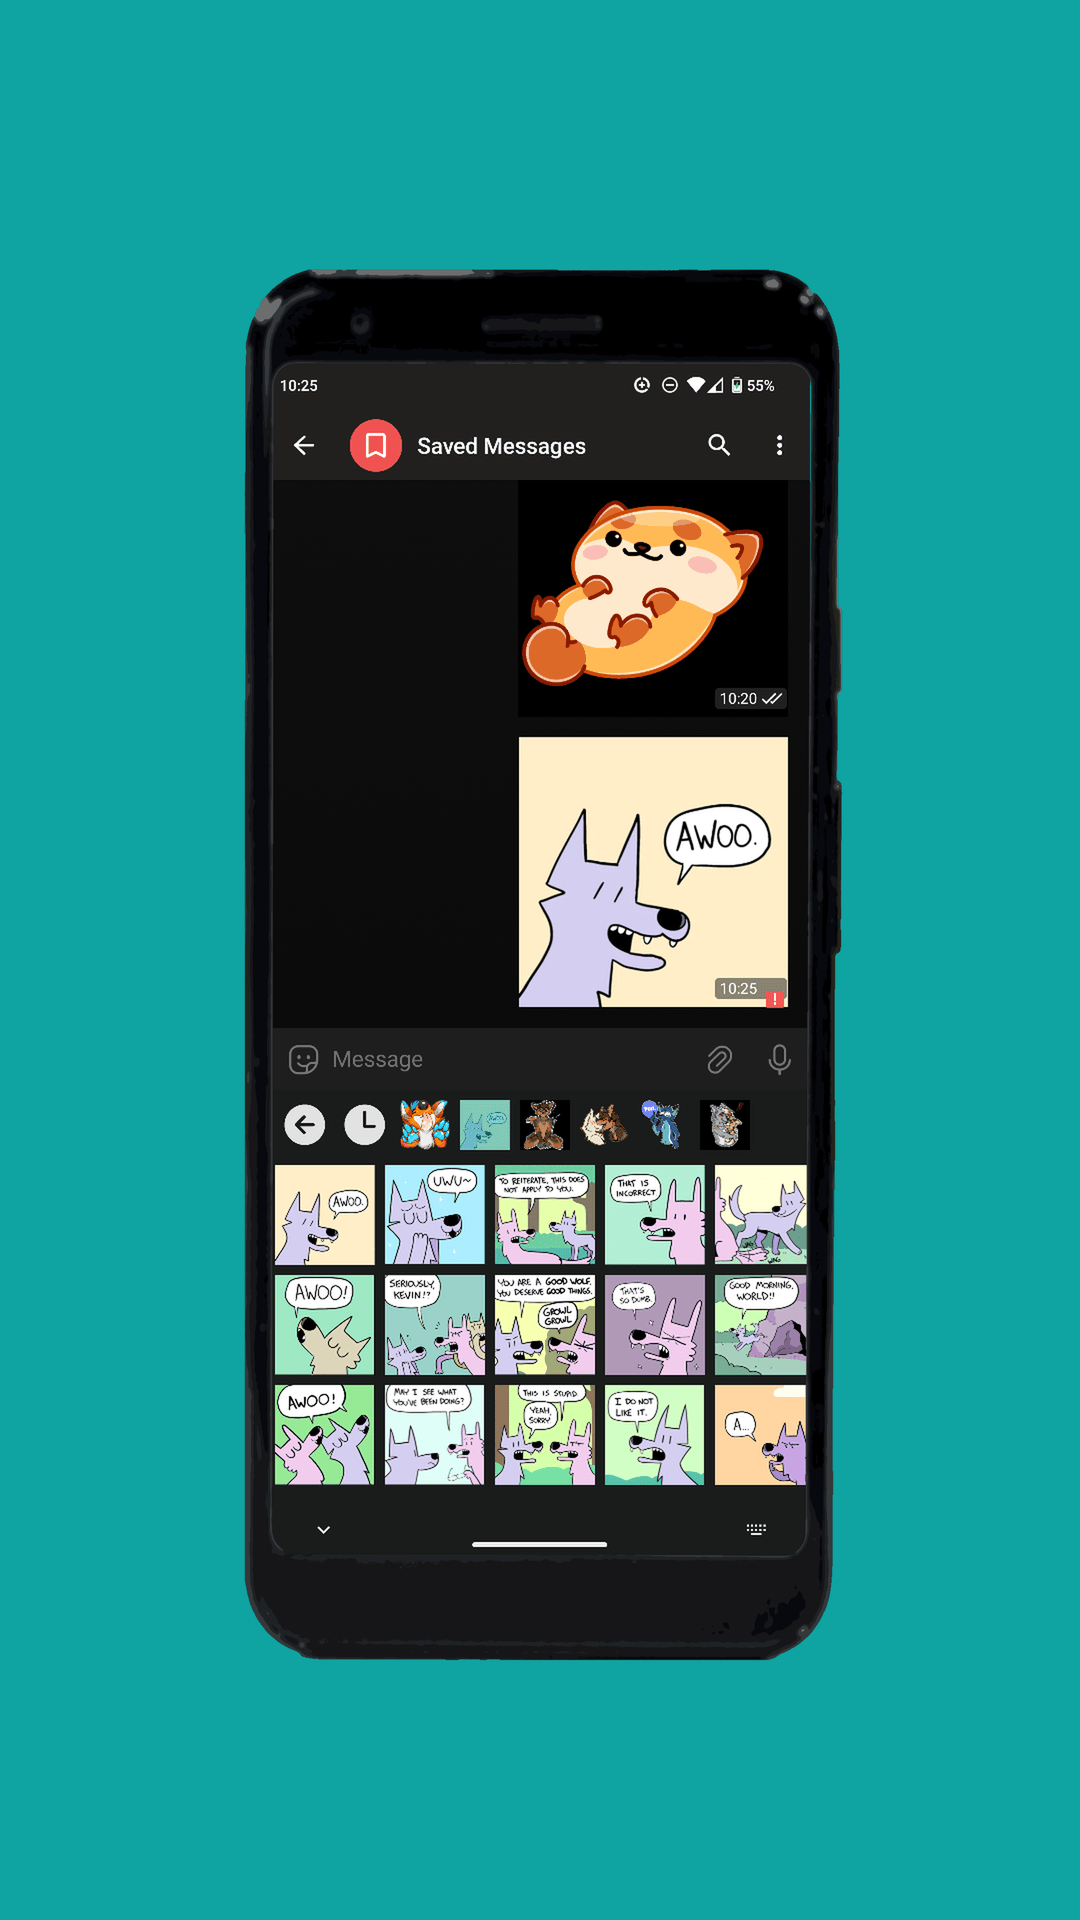 10:25
55%
Saved Messages
10:20
AWOO.
10:25
!
Message
AWOO.
UWU~
TO REITERATE, THIS DOES
NOT APPLY TO YOU.
THAT IS
INCORRECT
AWOO!
SERIOUSLY,
KEVIN!?
YOU ARE A GOOD WOLF.
YOU DESERVE GOOD THINGS.
GROWL
GROWL
THAT'S
SO DUMB.
GOOD MORNING,
WORLD!!
AWOO!
MAY I SEE WHAT
YOU'VE BEEN DOING?
THIS IS STUPID.
YEAH,
SORRY
I DO NOT
LIKE IT.
A...